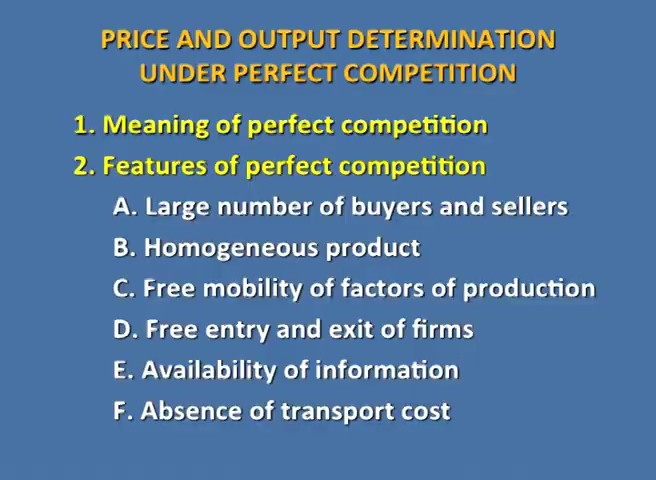 PRICE AND OUTPUT DETERMINATION
UNDER PERFECT COMPETITION
1. Meaning of perfect competition
2. Features of perfect competition
A. Large number of buyers and sellers
B. Homogeneous product
C. Free mobility of factors of production
D. Free entry and exit of firms
E. Availability of information
F. Absence of transport cost